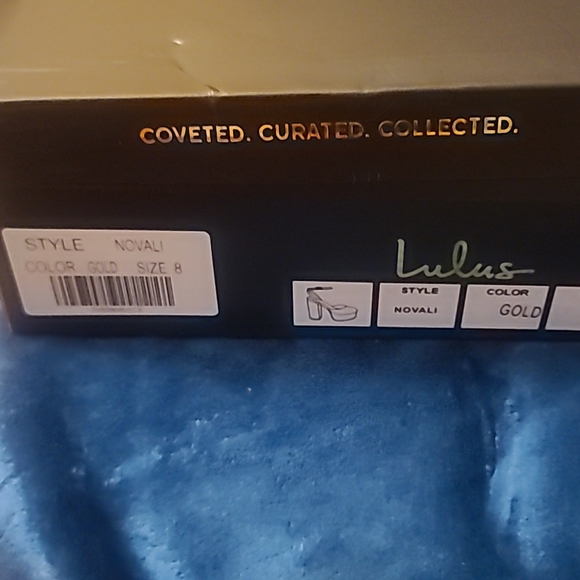 COVETED. CURATED. COLLECTED.
STYLE NOVALI
COLOR GOLD SIZE 8
Lulus
STYLE
NOVALI
COLOR
GOLD